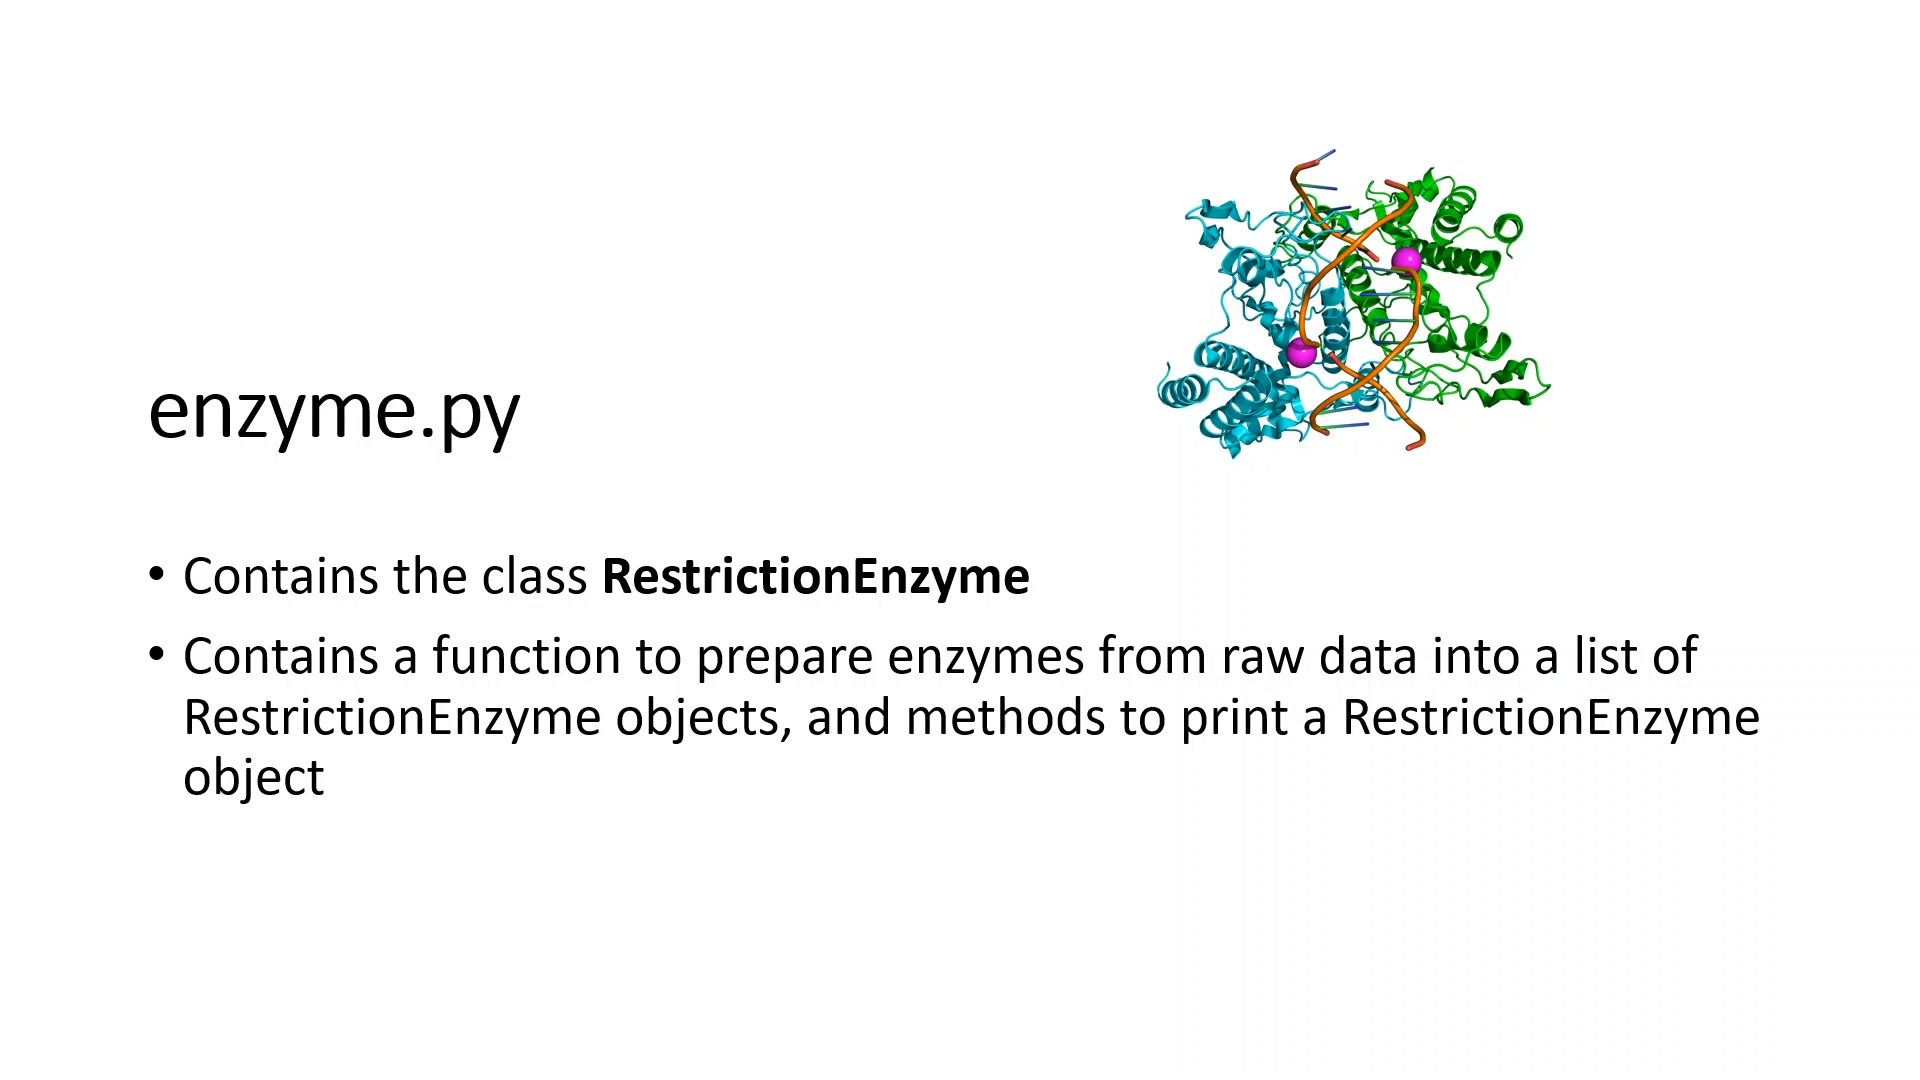 enzyme.py
• Contains the class RestrictionEnzyme
• Contains a function to prepare enzymes from raw data into a list of
RestrictionEnzyme objects, and methods to print a RestrictionEnzyme
object